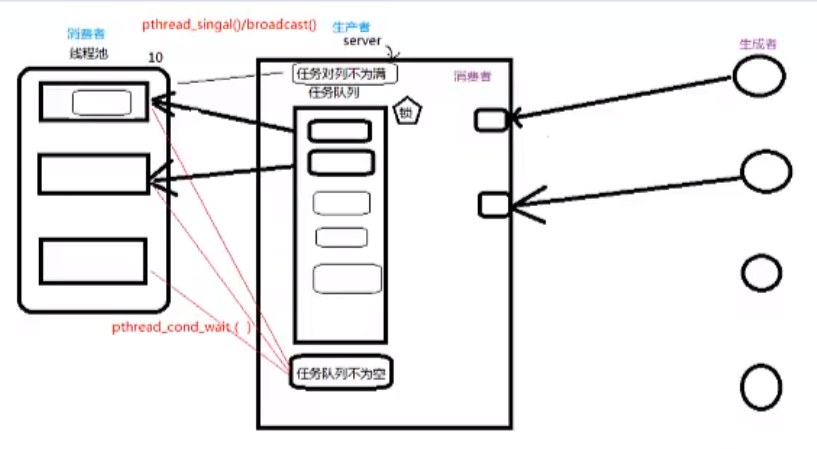 pthread_singal()/broadcast()
消费者
线程池
10
生产者
server
生成者
任务对列不为满
消费者
任务队列
锁
pthread_cond_wait ( )
任务队列不为空